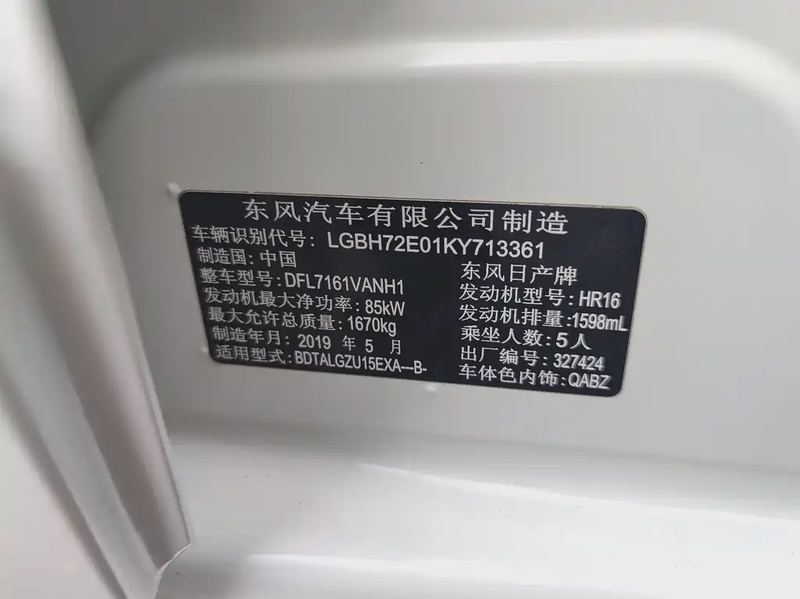 东风汽车有限公司制造
车辆识别代号：LGBH72E01KY713361
制造国：中国 东风日产牌
整车型号：DFL7161VANH1 发动机型号：HR16
发动机最大净功率：85kW 发动机排量：1598mL
最大允许总质量：1670kg 乘坐人数：5人
制造年月：2019 年 5 月 出厂编号：327424
适用型式：BDTALGZU15EXA---B- 车体色内饰：QABZ